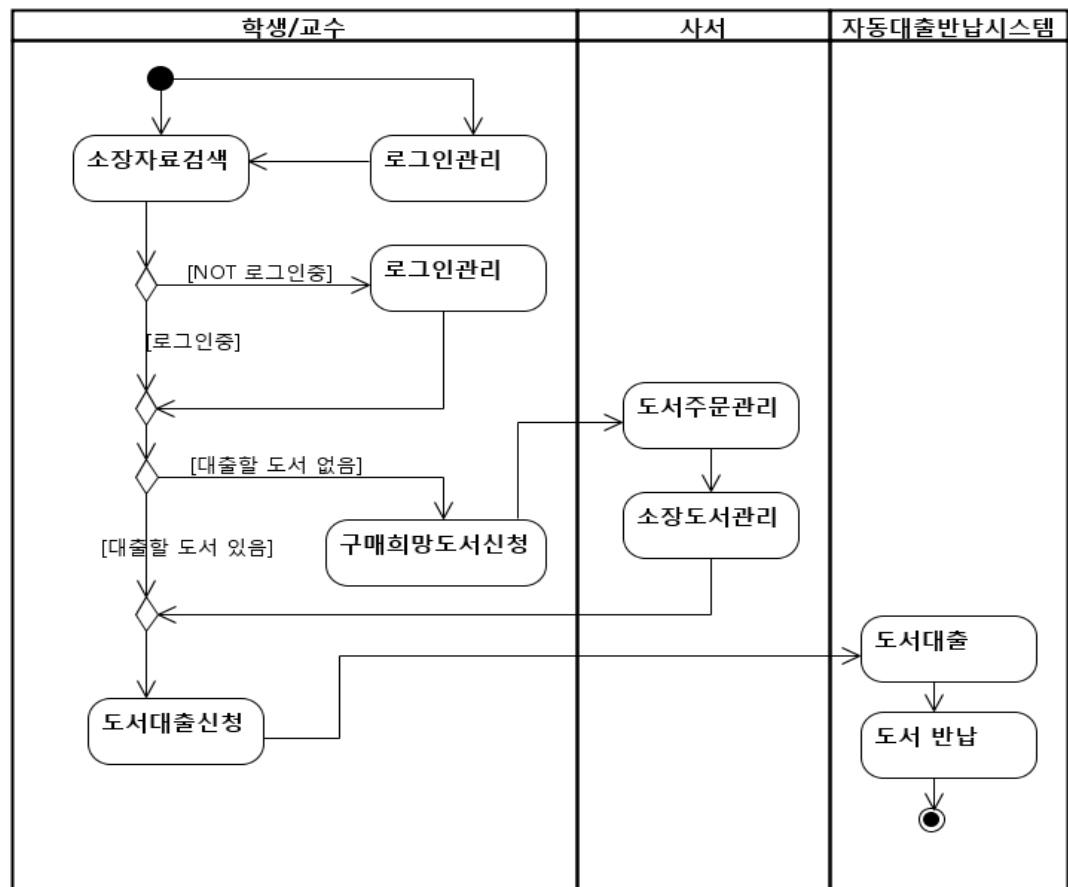 학생/교수
사서
자동대출반납시스템
소장자료검색
로그인관리
[NOT 로그인중]
로그인관리
[로그인중]
도서주문관리
[대출할 도서 없음]
소장도서관리
구매희망도서신청
[대출할 도서 있음]
도서대출
도서대출신청
도서 반납